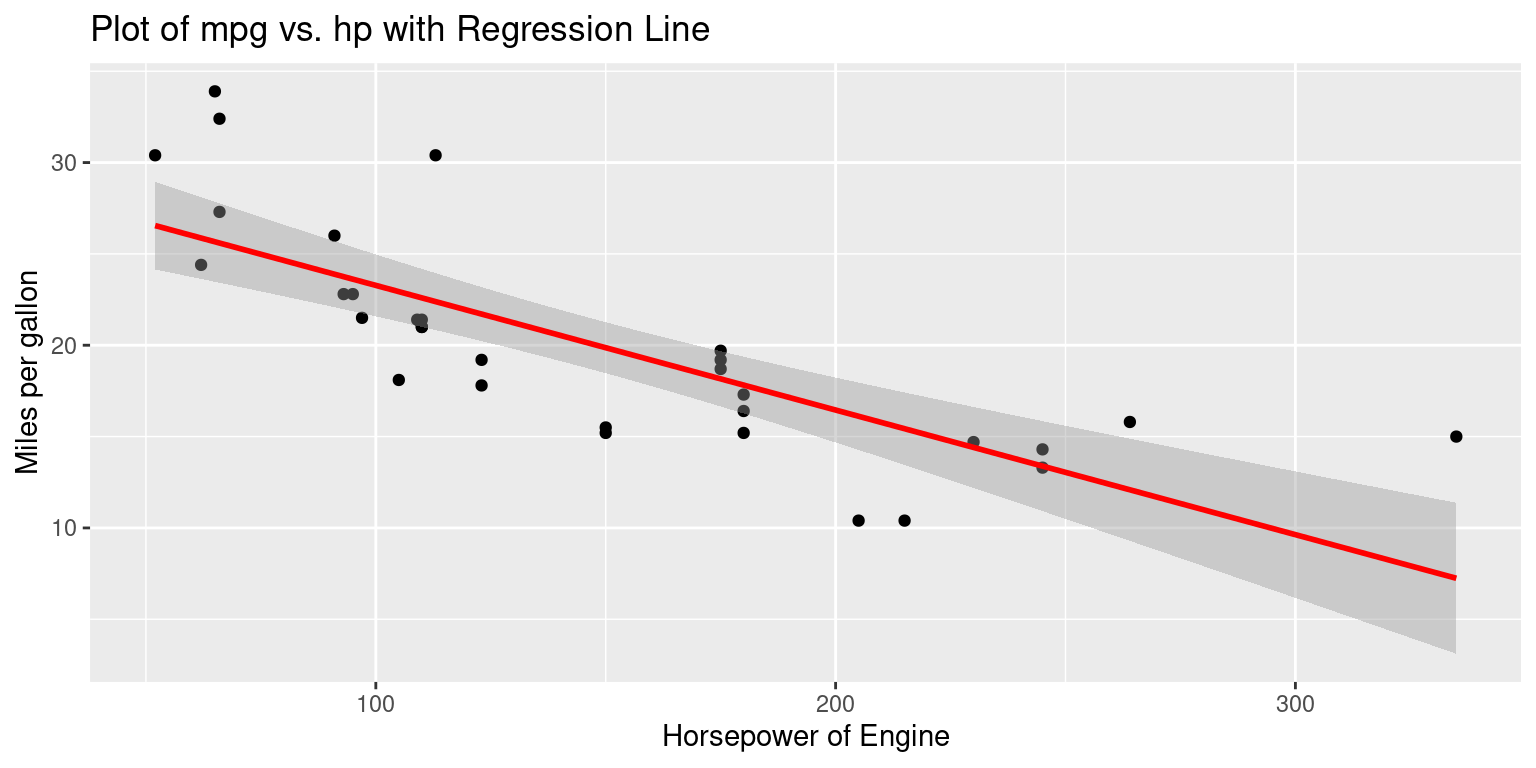 Plot of mpg vs. hp with Regression Line
30
20
10
Miles per gallon
100 200 300
Horsepower of Engine